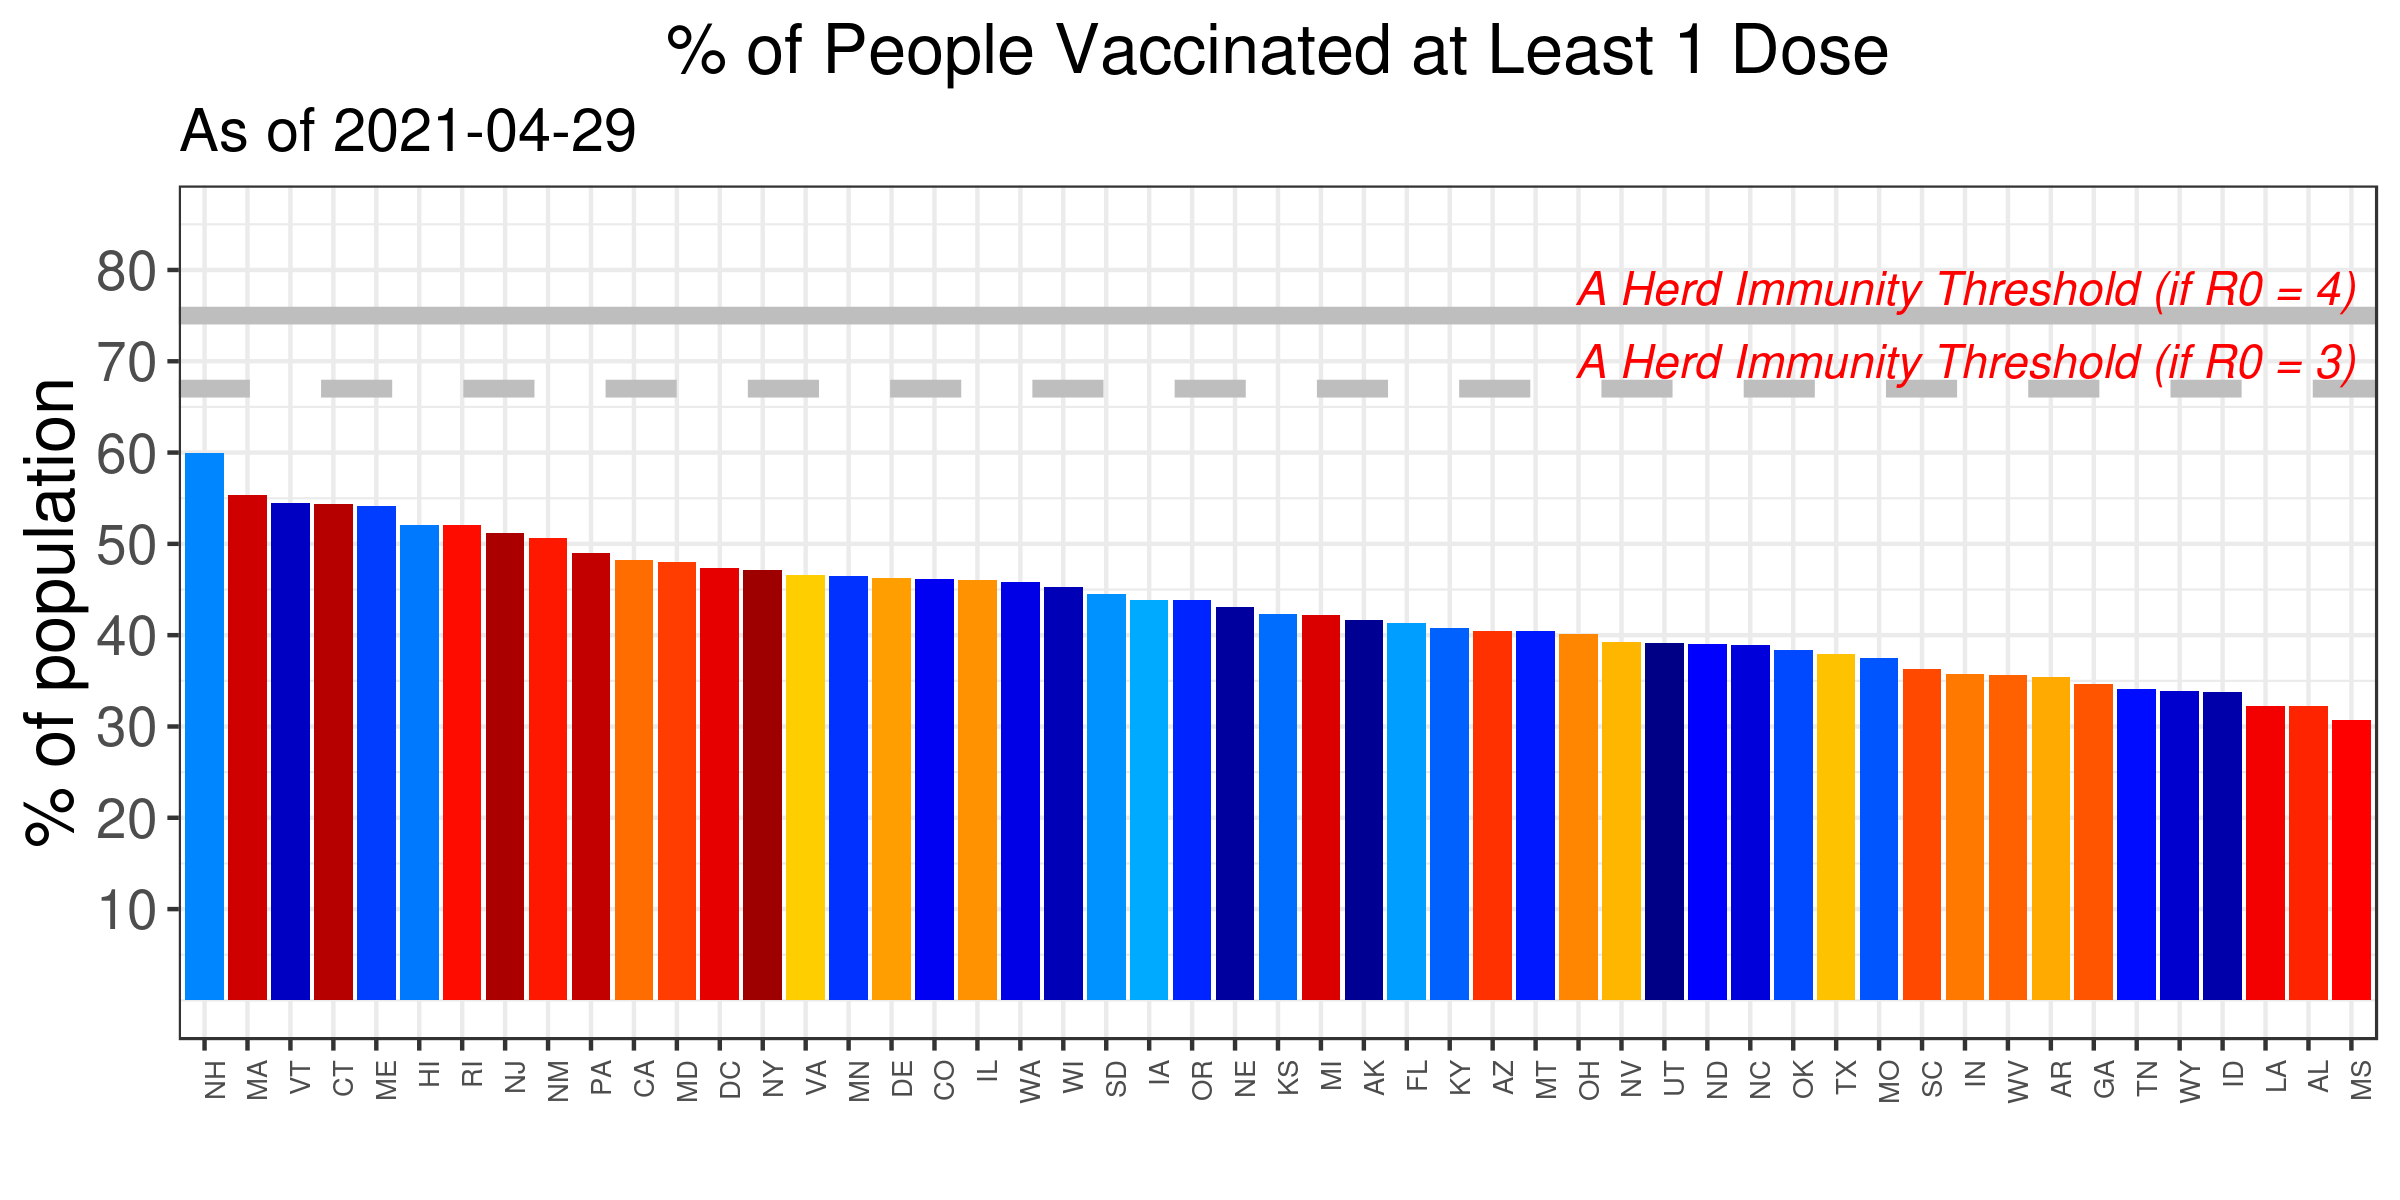 % of People Vaccinated at Least 1 Dose
As of 2021-04-29
% of population
80
70
60
50
40
30
20
10
A Herd Immunity Threshold (if R0 = 4)
A Herd Immunity Threshold (if R0 = 3)
NH MA VT CT ME HI RI NJ NM PA CA MD DC NY VA MN DE CO IL WA WI SD IA OR NE KS MI AK FL KY AZ MT OH NV UT ND NC OK TX MO SC IN WV AR GA TN WY ID LA AL MS